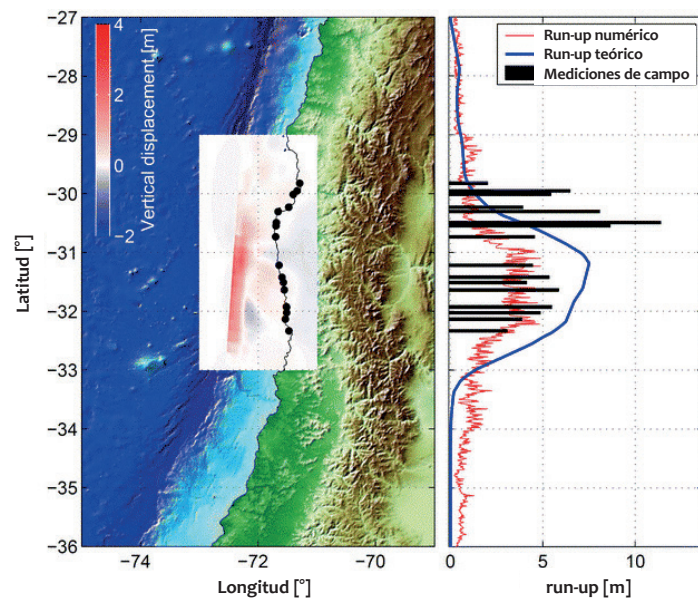 −27
−28
−29
−30
−31
−32
−33
−34
−35
−36
Latitud [°]
4
2
0
−2
Vertical displacement [m]
−74
−72
−70
Longitud [°]
Run-up numérico
Run-up teórico
Mediciones de campo
0
5
10
run-up [m]